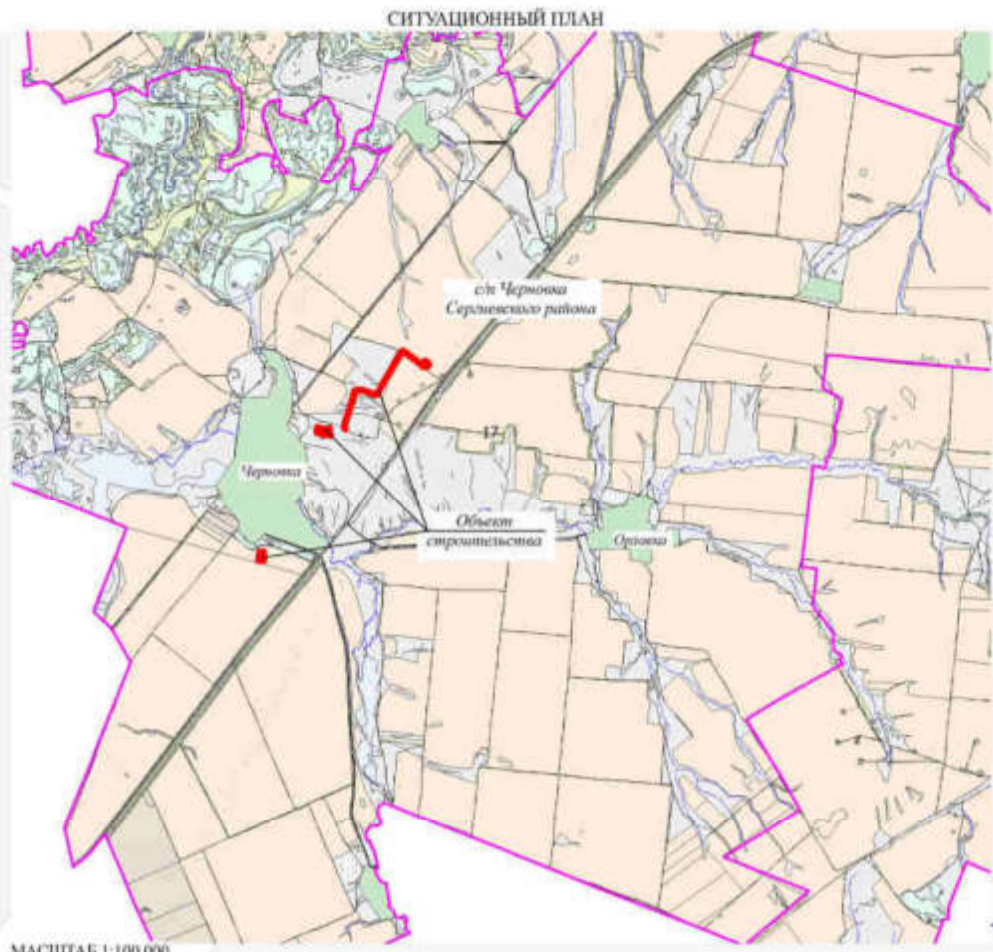 СИТУАЦИОННЫЙ ПЛАН
с/п Черновка
Сергиевского района
17
Черновка
Объект
строительства
Орловка
МАСШТАБ 1:100 000